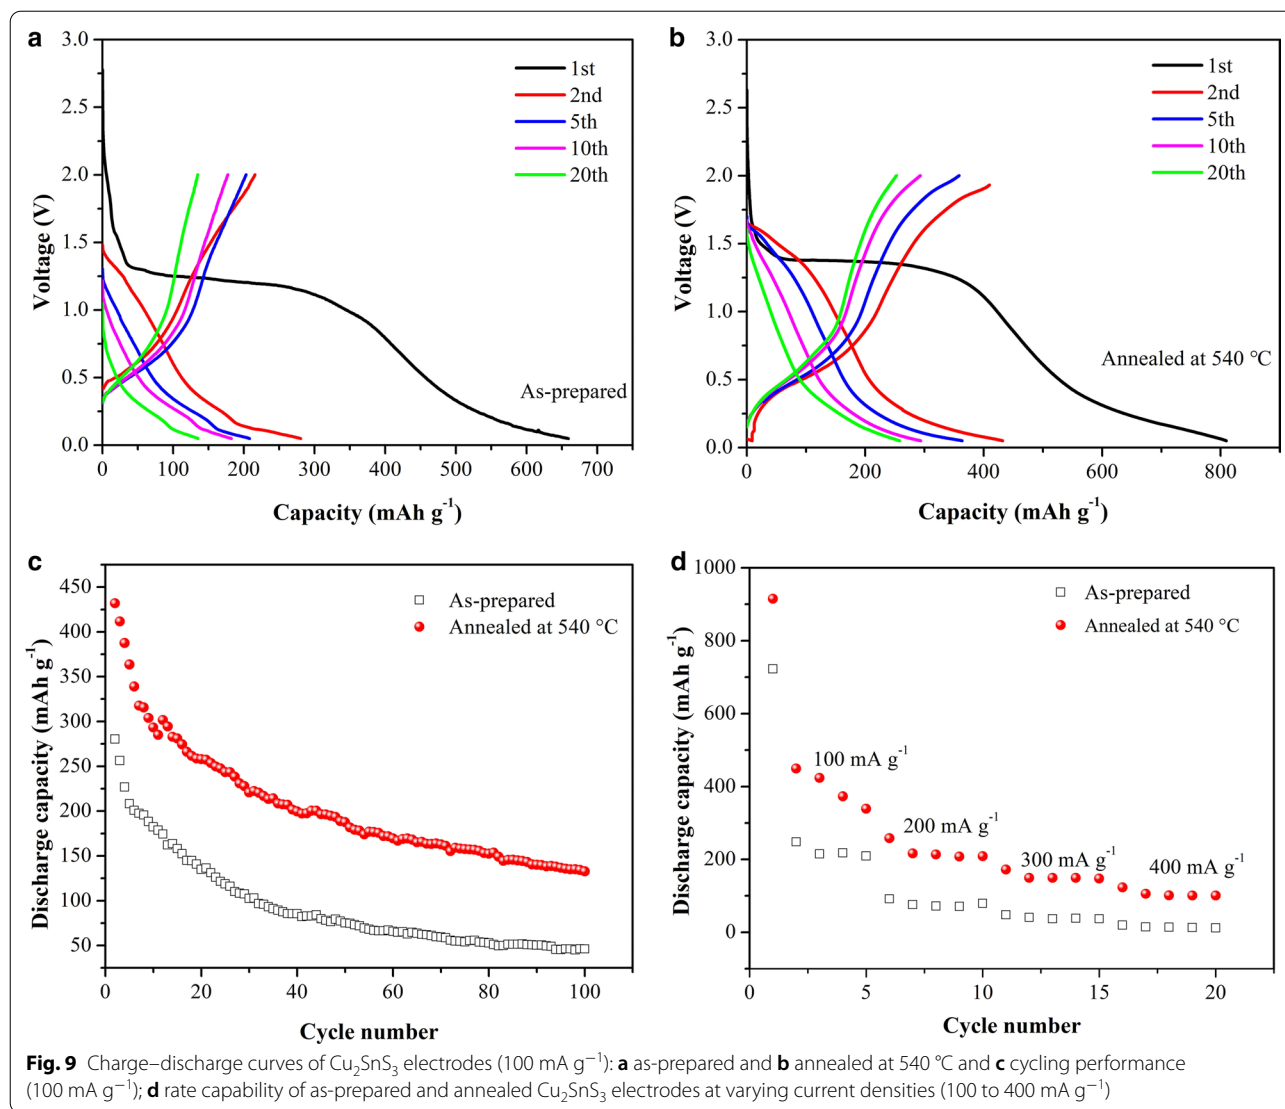 a
3.0
2.5
2.0
1.5
1.0
0.5
0.0
Voltage (V)
0 100 200 300 400 500 600 700
Capacity (mAh g⁻¹)
1st
2nd
5th
10th
20th
As-prepared
b
3.0
2.5
2.0
1.5
1.0
0.5
0.0
Voltage (V)
0 200 400 600 800
Capacity (mAh g⁻¹)
1st
2nd
5th
10th
20th
Annealed at 540 °C
c
450
400
350
300
250
200
150
100
50
Discharge capacity (mAh g⁻¹)
0 20 40 60 80 100
Cycle number
As-prepared
Annealed at 540 °C
d
1000
800
600
400
200
0
Discharge capacity (mAh g⁻¹)
0 5 10 15 20
Cycle number
As-prepared
Annealed at 540 °C
100 mA g⁻¹
200 mA g⁻¹
300 mA g⁻¹
400 mA g⁻¹
Fig. 9 Charge–discharge curves of Cu₂SnS₃ electrodes (100 mA g⁻¹): a as-prepared and b annealed at 540 °C and c cycling performance
(100 mA g⁻¹); d rate capability of as-prepared and annealed Cu₂SnS₃ electrodes at varying current densities (100 to 400 mA g⁻¹)